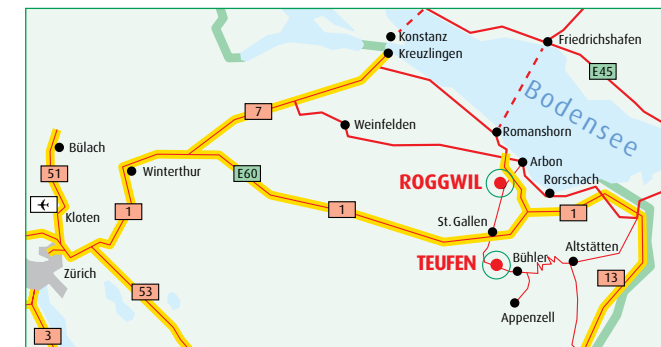 Konstanz
Friedrichshafen
Kreuzlingen
E45
Bodensee
7
Weinfelden
Romanshorn
Bülach
Arbon
51
Winterthur
E60
ROGGWIL
Rorschach
Kloten
1
1
1
St. Gallen
Altstätten
TEUFEN
Bühler
Zürich
13
53
Appenzell
3